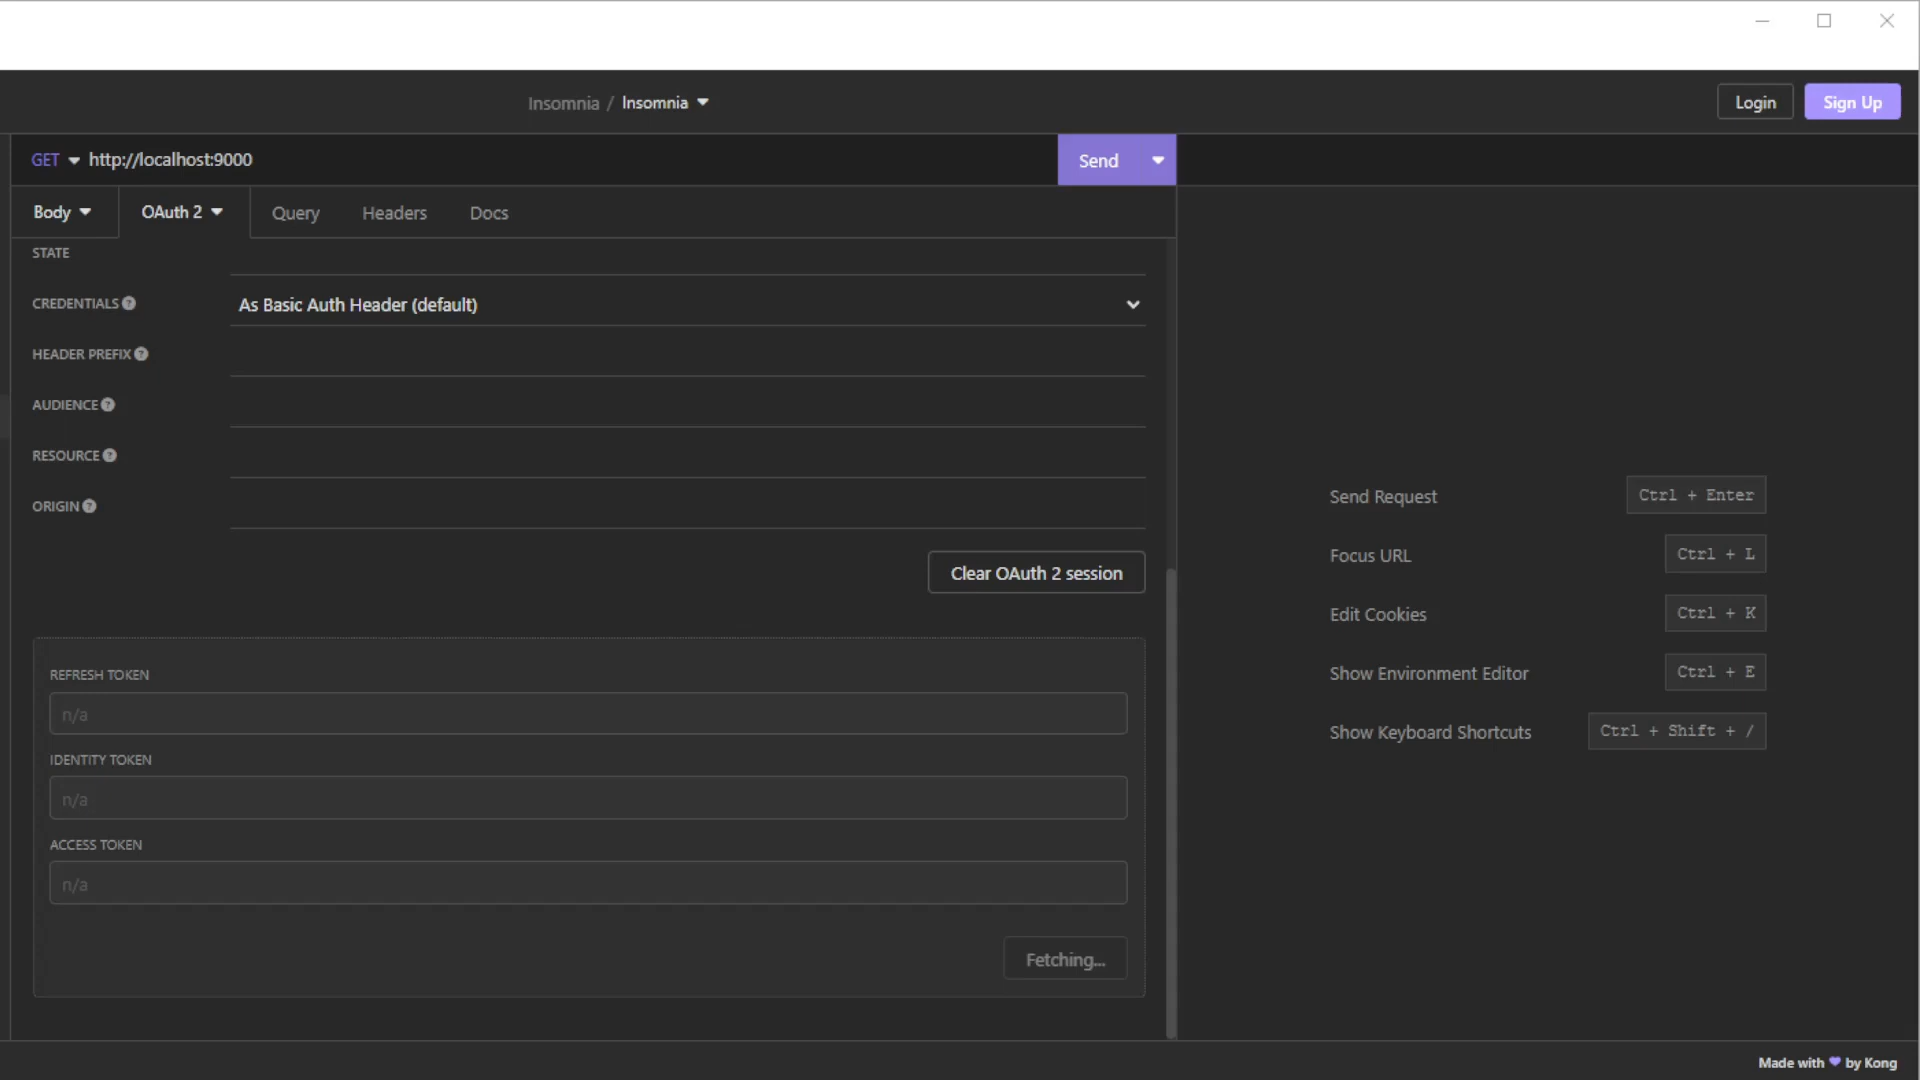 Insomnia / Insomnia
Login
Sign Up
GET http://localhost:9000
Send
Body
OAuth 2
Query
Headers
Docs
STATE
CREDENTIALS
As Basic Auth Header (default)
HEADER PREFIX
AUDIENCE
RESOURCE
ORIGIN
Clear OAuth 2 session
REFRESH TOKEN
n/a
IDENTITY TOKEN
n/a
ACCESS TOKEN
n/a
Fetching...
Send Request Ctrl + Enter
Focus URL Ctrl + L
Edit Cookies Ctrl + K
Show Environment Editor Ctrl + E
Show Keyboard Shortcuts Ctrl + Shift + /
Made with 💜 by Kong